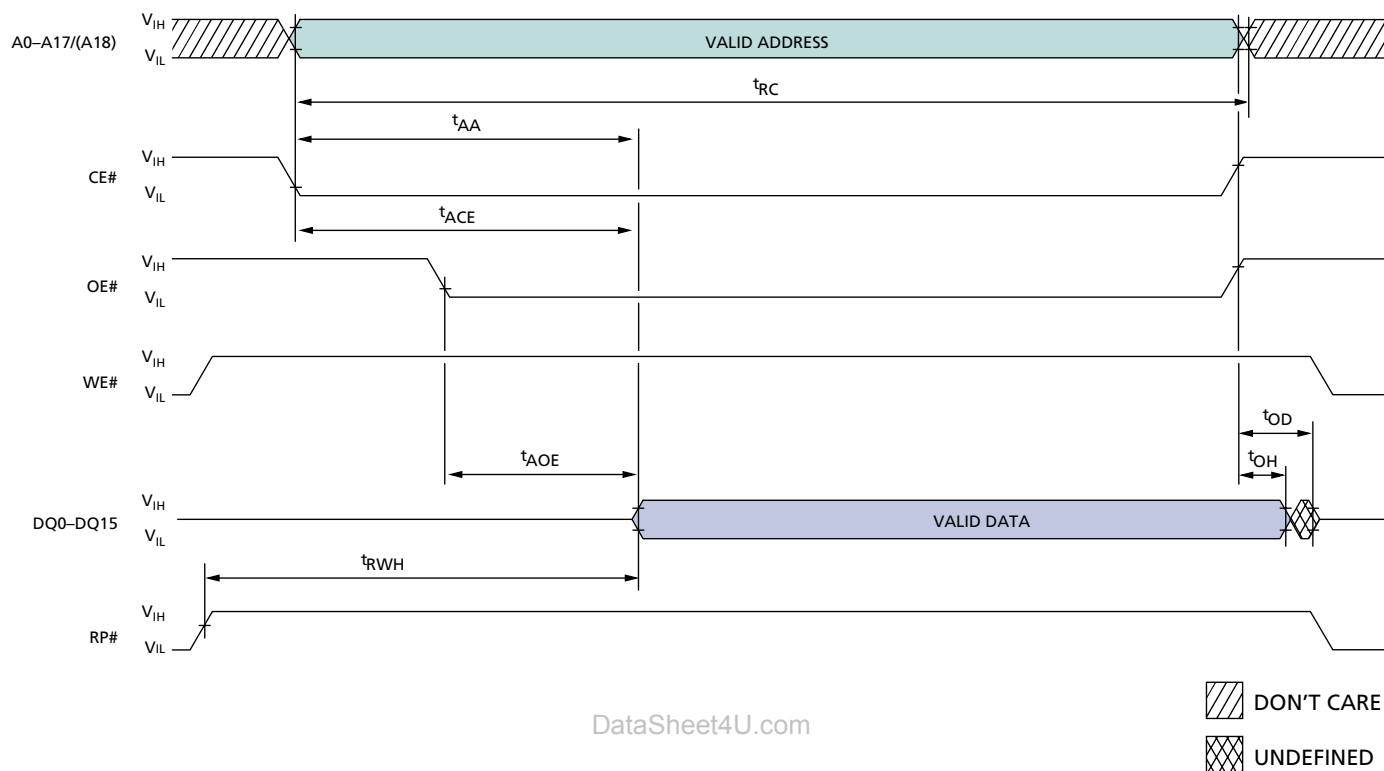 A0–A17/(A18)
VIH
VIL
VALID ADDRESS
tRC
tAA
CE#
VIH
VIL
tACE
OE#
VIH
VIL
WE#
VIH
VIL
tOD
tAOE
tOH
DQ0–DQ15
VIH
VIL
VALID DATA
tRWH
RP#
VIH
VIL
DON'T CARE
DataSheet4U.com
UNDEFINED